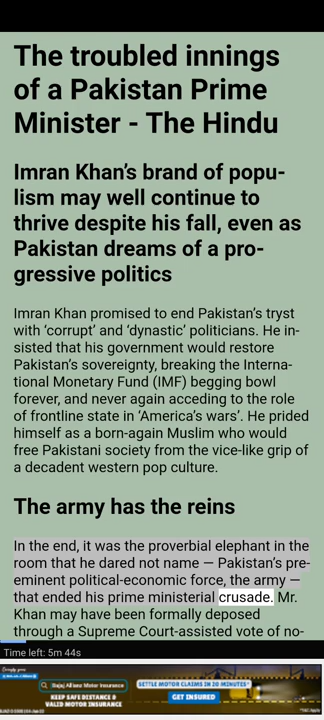 The troubled innings
of a Pakistan Prime
Minister - The Hindu
Imran Khan’s brand of popu-
lism may well continue to
thrive despite his fall, even as
Pakistan dreams of a pro-
gressive politics
Imran Khan promised to end Pakistan’s tryst
with ‘corrupt’ and ‘dynastic’ politicians. He in-
sisted that his government would restore
Pakistan’s sovereignty, breaking the Interna-
tional Monetary Fund (IMF) begging bowl
forever, and never again acceding to the role
of frontline state in ‘America’s wars’. He prided
himself as a born-again Muslim who would
free Pakistani society from the vice-like grip of
a decadent western pop culture.
The army has the reins
In the end, it was the proverbial elephant in the
room that he dared not name — Pakistan’s pre-
eminent political-economic force, the army —
that ended his prime ministerial crusade. Mr.
Khan may have been formally deposed
through a Supreme Court-assisted vote of no-
Time left: 5m 44s
Bajaj Allianz Motor Insurance
KEEP SAFE DISTANCE &
VALID MOTOR INSURANCE
SETTLE MOTOR CLAIMS IN 20 MINUTES*
GET INSURED